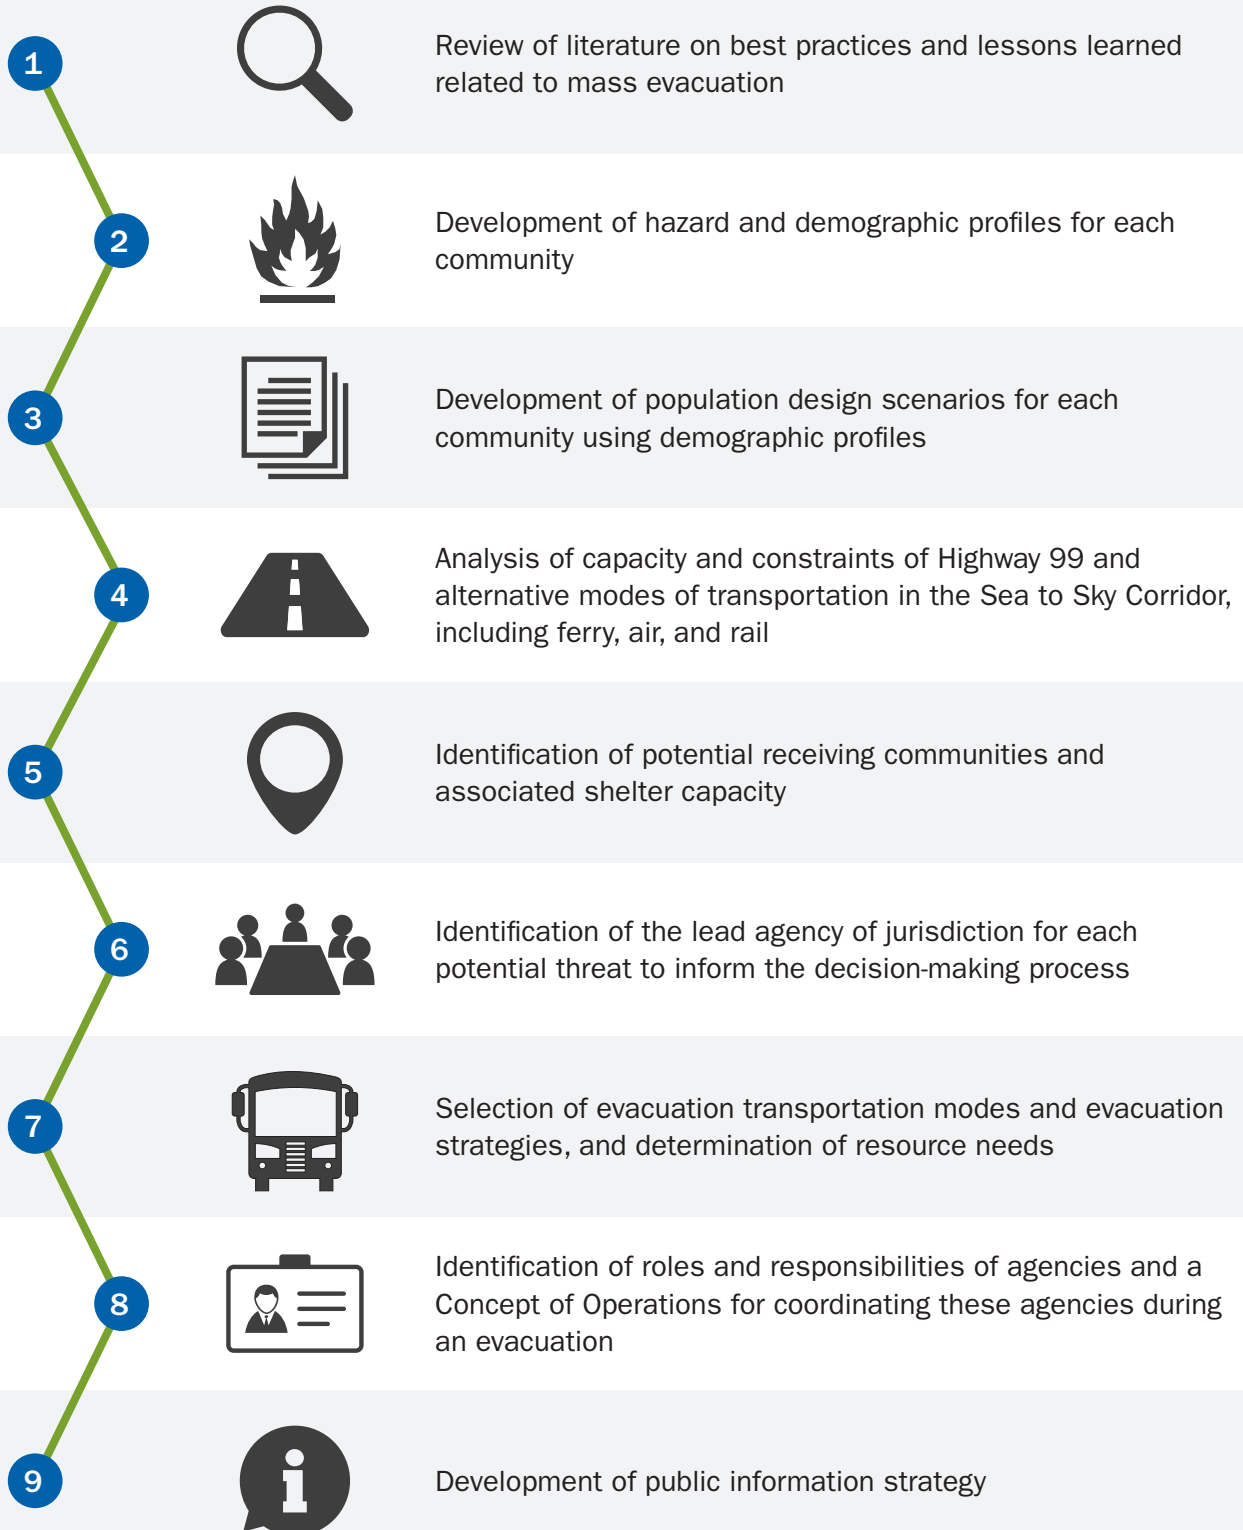 1
Review of literature on best practices and lessons learned
related to mass evacuation
2
Development of hazard and demographic profiles for each
community
3
Development of population design scenarios for each
community using demographic profiles
4
Analysis of capacity and constraints of Highway 99 and
alternative modes of transportation in the Sea to Sky Corridor,
including ferry, air, and rail
5
Identification of potential receiving communities and
associated shelter capacity
6
Identification of the lead agency of jurisdiction for each
potential threat to inform the decision-making process
7
Selection of evacuation transportation modes and evacuation
strategies, and determination of resource needs
8
Identification of roles and responsibilities of agencies and a
Concept of Operations for coordinating these agencies during
an evacuation
9
i
Development of public information strategy